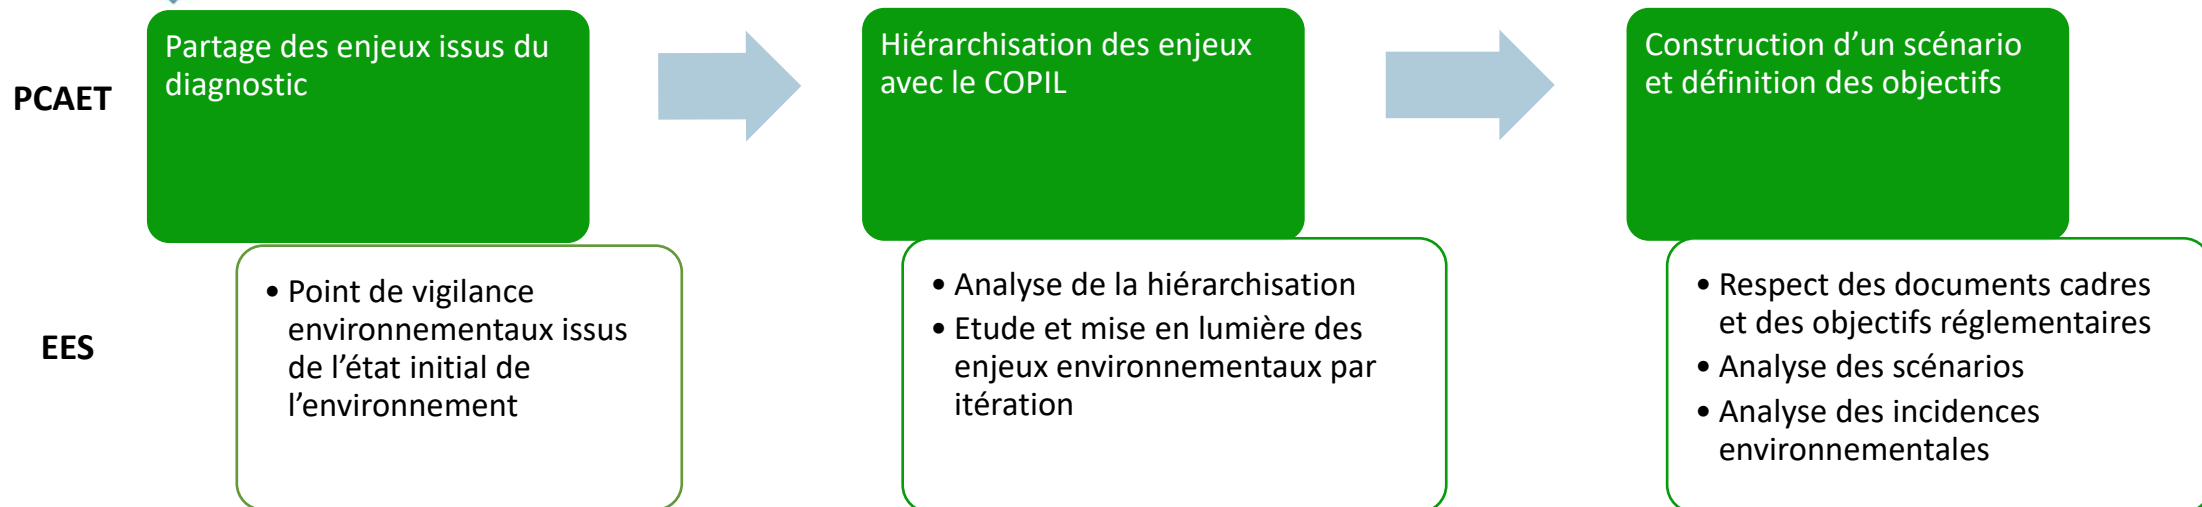 PCAET
Partage des enjeux issus du
diagnostic
Hiérarchisation des enjeux
avec le COPIL
Construction d’un scénario
et définition des objectifs
EES
• Point de vigilance
environnementaux issus
de l’état initial de
l’environnement
• Analyse de la hiérarchisation
• Etude et mise en lumière des
enjeux environnementaux par
itération
• Respect des documents cadres
et des objectifs réglementaires
• Analyse des scénarios
• Analyse des incidences
environnementales